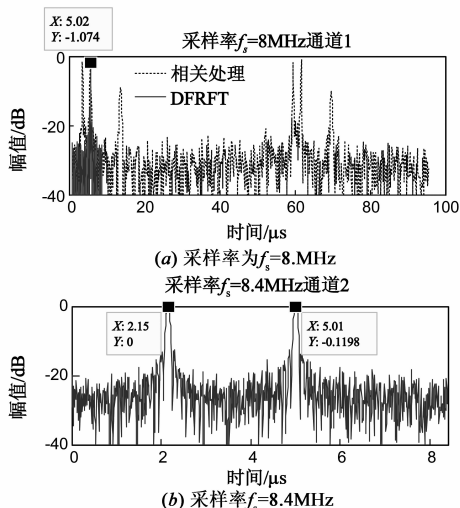 X: 5.02
Y: -1.074
采样率fs=8MHz通道1
相关处理
DFRFT
幅值/dB
0
-20
-40
0 20 40 60 80 100
时间/μs
(a) 采样率为fs=8.MHz
采样率fs=8.4MHz通道2
X: 2.15
Y: 0
X: 5.01
Y: -0.1198
幅值/dB
0
-20
-40
0 2 4 6 8
时间/μs
(b) 采样率fs=8.4MHz